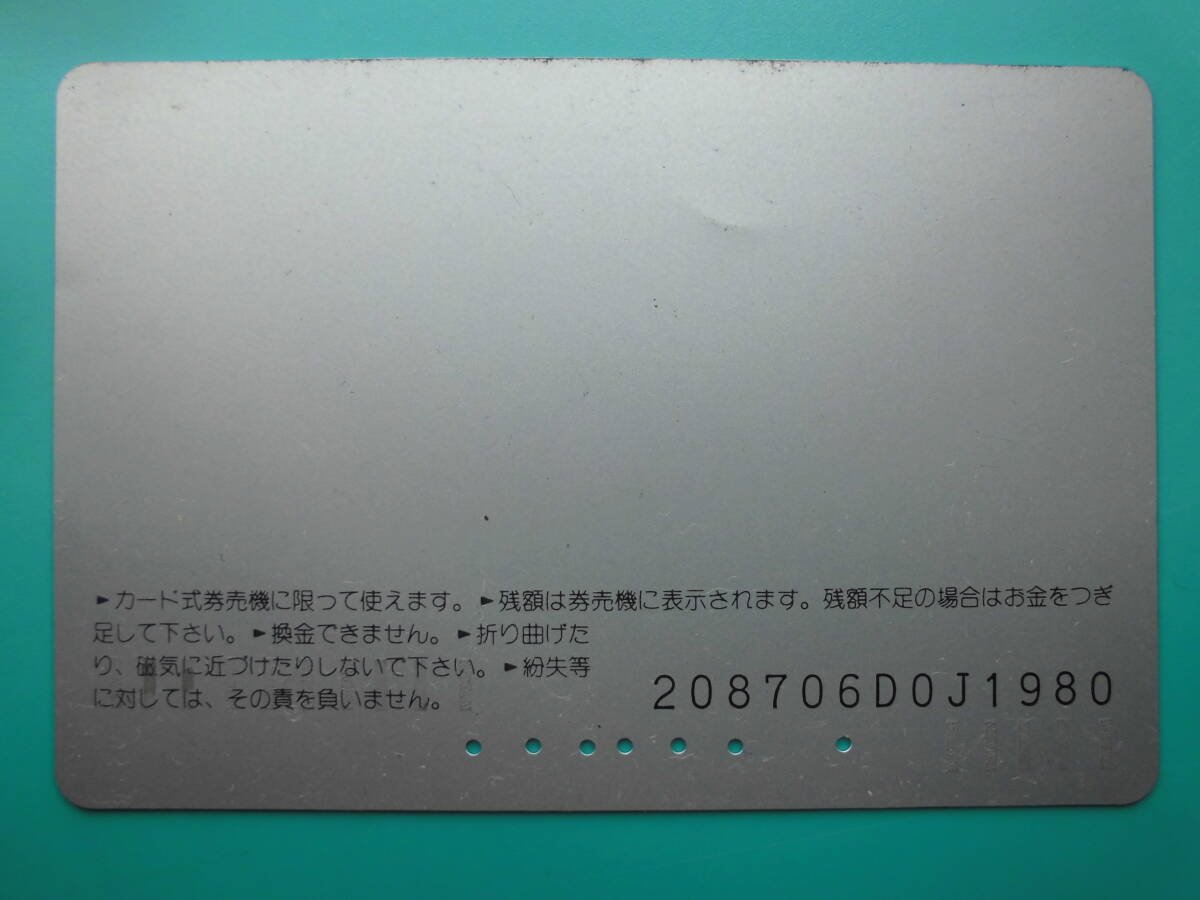 ►カード式券売機に限って使えます。►残額は券売機に表示されます。残額不足の場合はお金をつぎ
足して下さい。►換金できません。►折り曲げた
り、磁気に近づけたりしないで下さい。►紛失等
に対しては、その責を負いません。
208706D0J1980